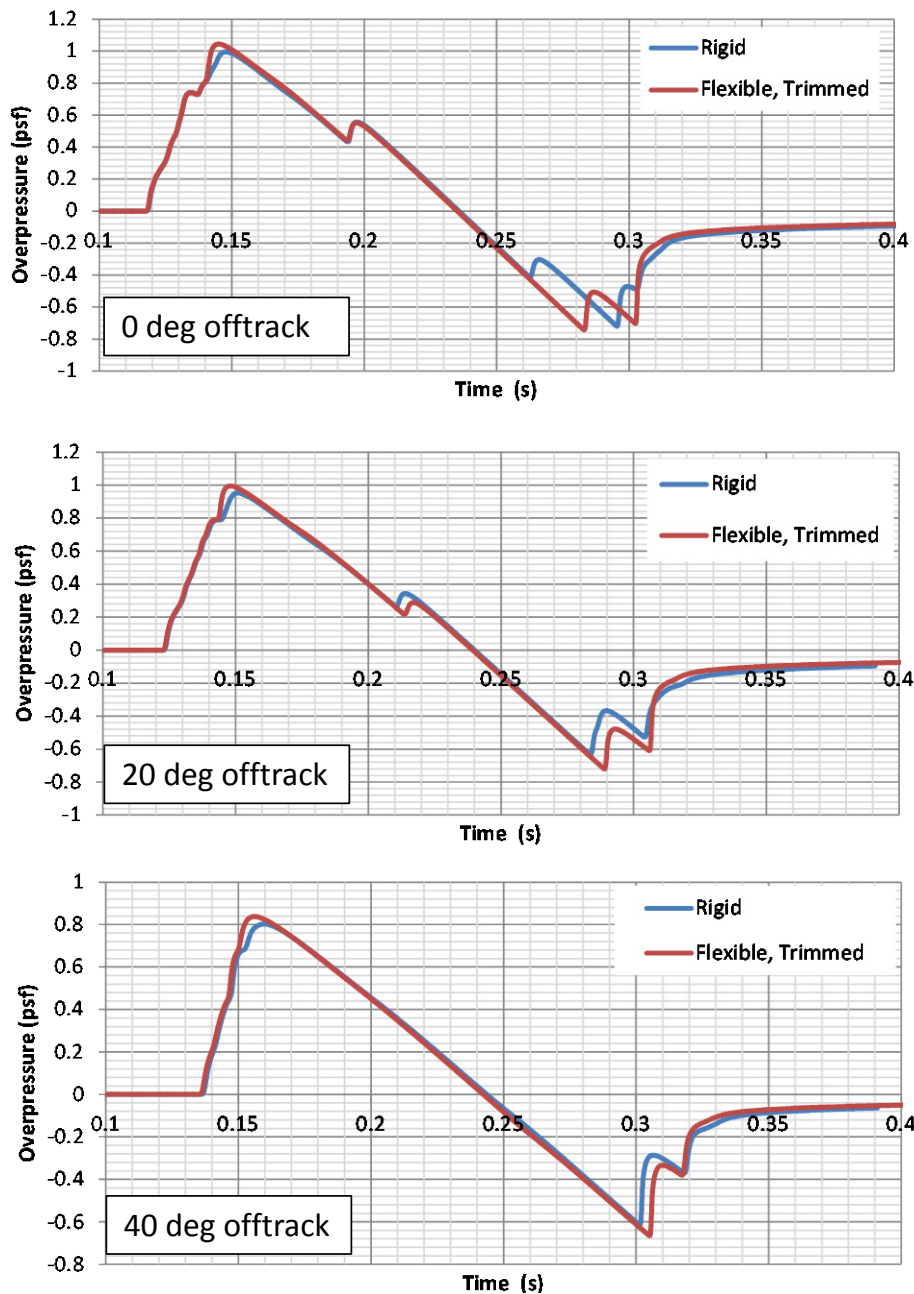 1.2
1
0.8
0.6
0.4
0.2
0
-0.2
-0.4
-0.6
-0.8
-1
Overpressure (psf)
0.1 0.15 0.2 0.25 0.3 0.35 0.4
Time (s)
Rigid
Flexible, Trimmed
0 deg offtrack
1.2
1
0.8
0.6
0.4
0.2
0
-0.2
-0.4
-0.6
-0.8
-1
Overpressure (psf)
0.1 0.15 0.2 0.25 0.3 0.35 0.4
Time (s)
Rigid
Flexible, Trimmed
20 deg offtrack
1
0.8
0.6
0.4
0.2
0
-0.2
-0.4
-0.6
-0.8
Overpressure (psf)
0.1 0.15 0.2 0.25 0.3 0.35 0.4
Time (s)
Rigid
Flexible, Trimmed
40 deg offtrack